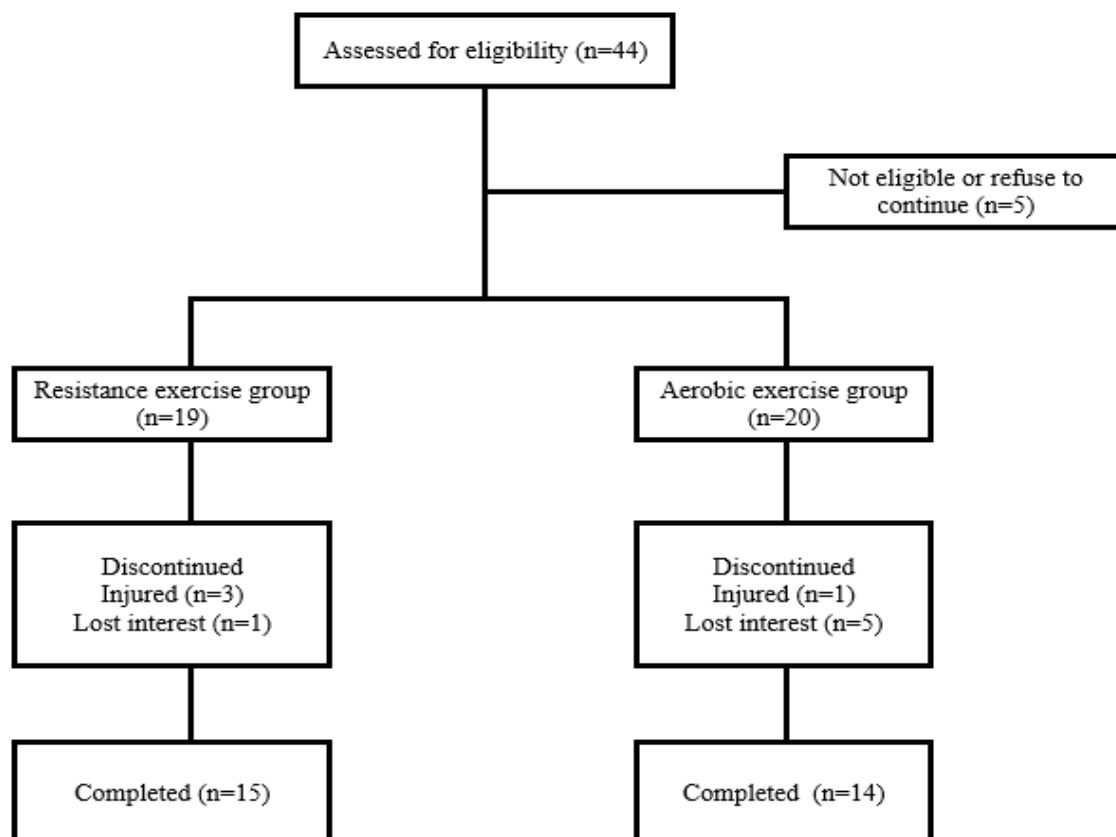 Assessed for eligibility (n=44)
Not eligible or refuse to
continue (n=5)
Resistance exercise group
(n=19)
Aerobic exercise group
(n=20)
Discontinued
Injured (n=3)
Lost interest (n=1)
Discontinued
Injured (n=1)
Lost interest (n=5)
Completed (n=15)
Completed  (n=14)